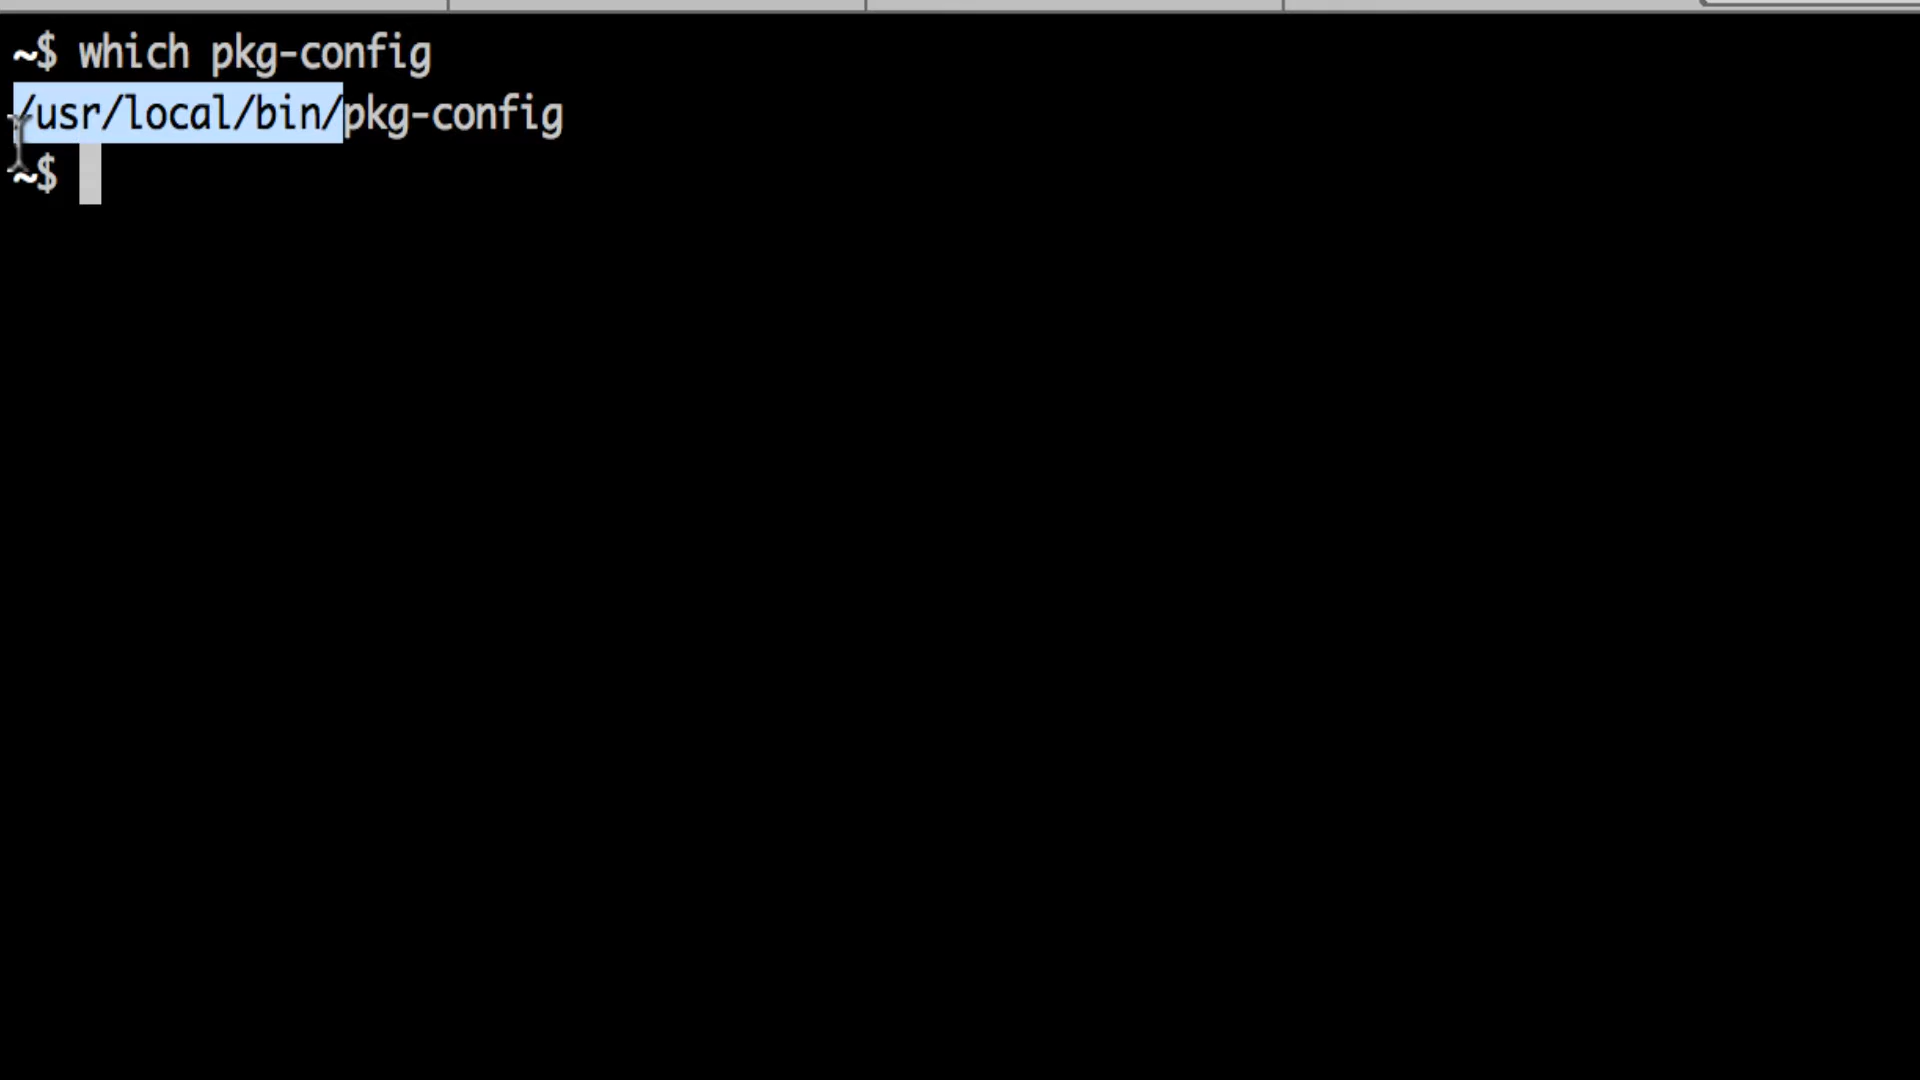 ~$ which pkg-config
/usr/local/bin/pkg-config
~$